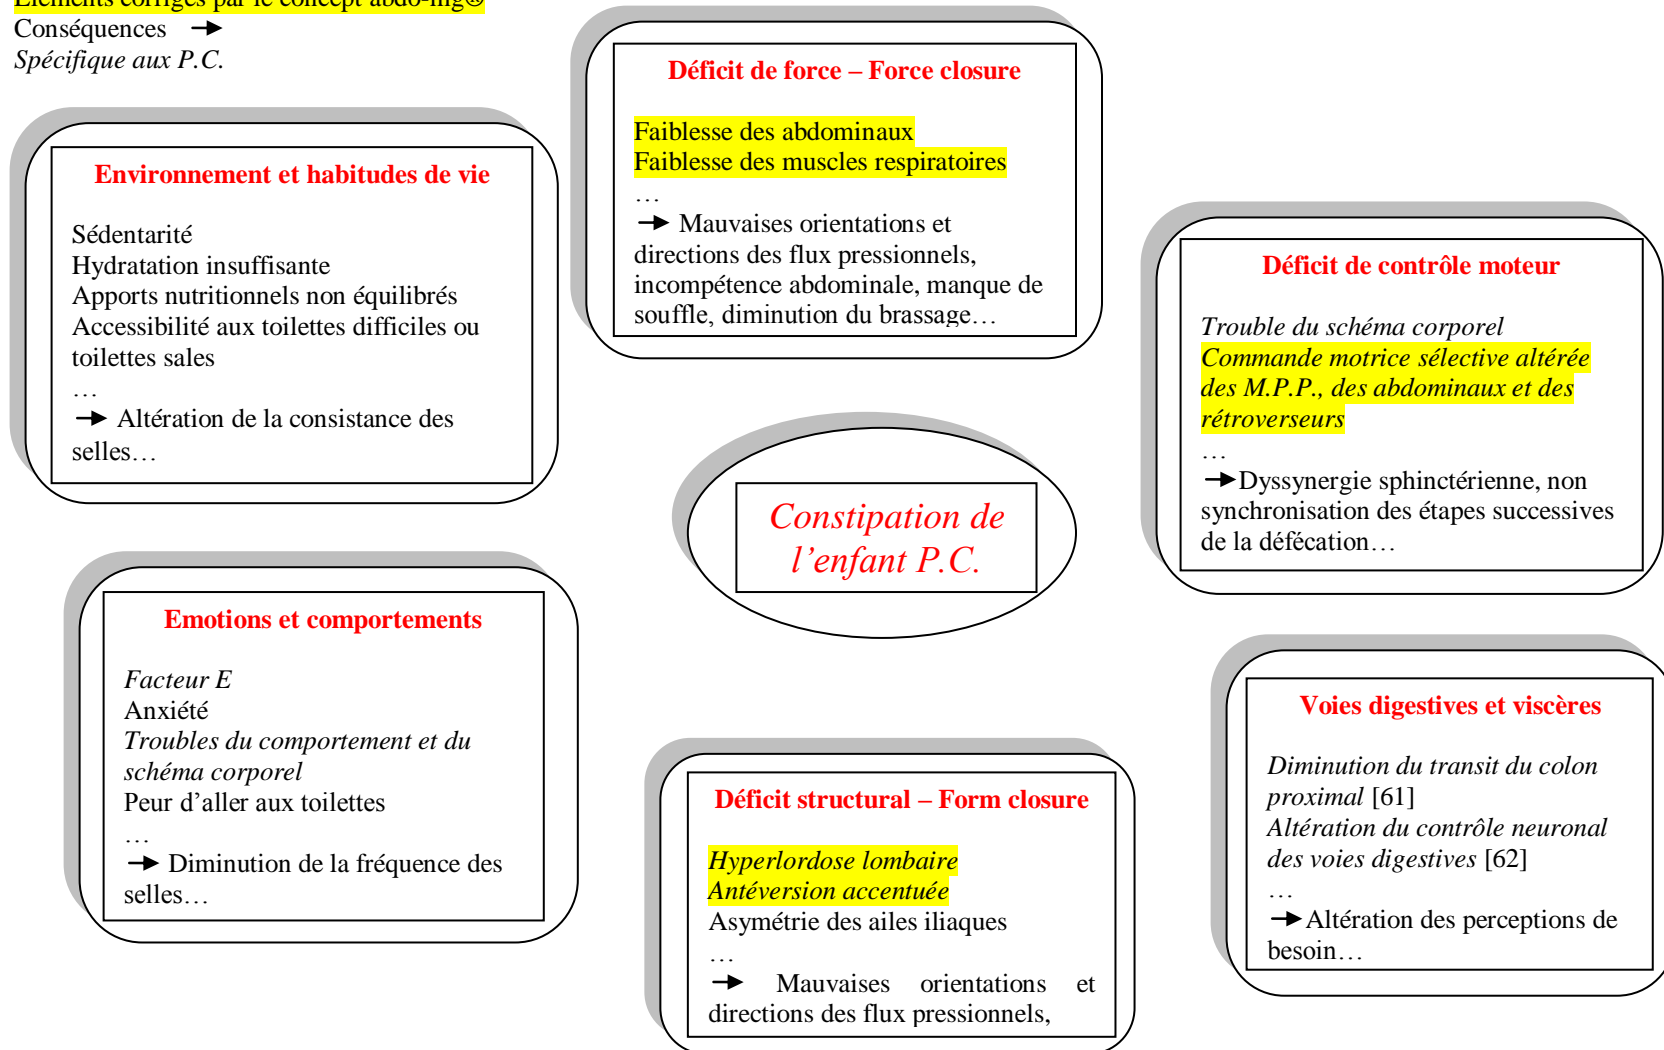 Eléments corrigés par le concept abdo-mg®
Conséquences →
Spécifique aux P.C.
Déficit de force – Force closure
Faiblesse des abdominaux
Faiblesse des muscles respiratoires
…
→ Mauvaises orientations et
directions des flux pressionnels,
incompétence abdominale, manque de
souffle, diminution du brassage…
Environnement et habitudes de vie
Sédentarité
Hydratation insuffisante
Apports nutritionnels non équilibrés
Accessibilité aux toilettes difficiles ou
toilettes sales
…
→ Altération de la consistance des
selles…
Déficit de contrôle moteur
Trouble du schéma corporel
Commande motrice sélective altérée
des M.P.P., des abdominaux et des
rétroverseurs
…
→Dyssynergie sphinctérienne, non
synchronisation des étapes successives
de la défécation…
Constipation de
l’enfant P.C.
Emotions et comportements
Facteur E
Anxiété
Troubles du comportement et du
schéma corporel
Peur d’aller aux toilettes
…
→ Diminution de la fréquence des
selles…
Déficit structural – Form closure
Hyperlordose lombaire
Antéversion accentuée
Asymétrie des ailes iliaques
…
→ Mauvaises orientations et
directions des flux pressionnels,
Voies digestives et viscères
Diminution du transit du colon
proximal [61]
Altération du contrôle neuronal
des voies digestives [62]
…
→Altération des perceptions de
besoin…